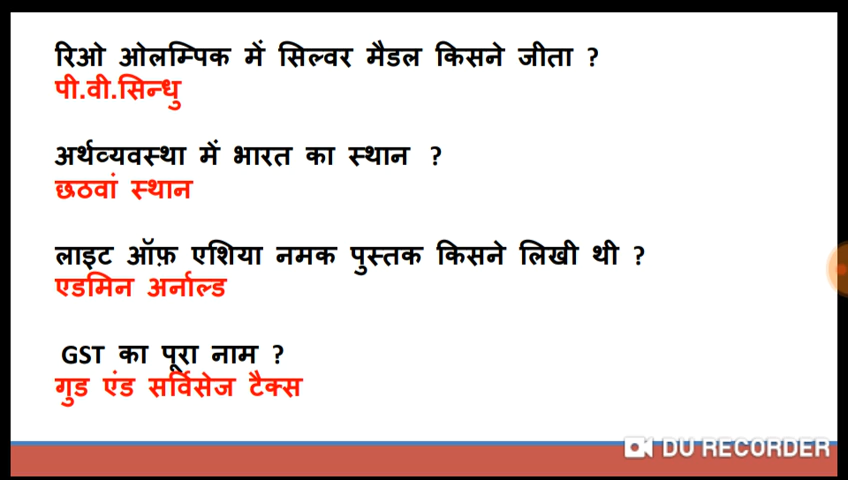 रिओ ओलम्पिक में सिल्वर मैडल किसने जीता ?
पी.वी.सिन्धु
अर्थव्यवस्था में भारत का स्थान ?
छठवां स्थान
लाइट ऑफ़ एशिया नमक पुस्तक किसने लिखी थी ?
एडमिन अर्नाल्ड
GST का पूरा नाम ?
गुड एंड सर्विसेज टैक्स
DU RECORDER